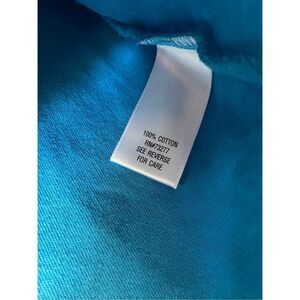 100% COTTON
RN#73277
SEE REVERSE
FOR CARE